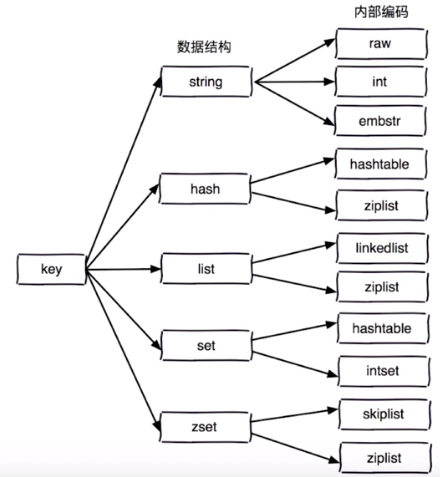 数据结构
内部编码
key
string
raw
int
embstr
hash
hashtable
ziplist
list
linkedlist
ziplist
set
hashtable
intset
zset
skiplist
ziplist